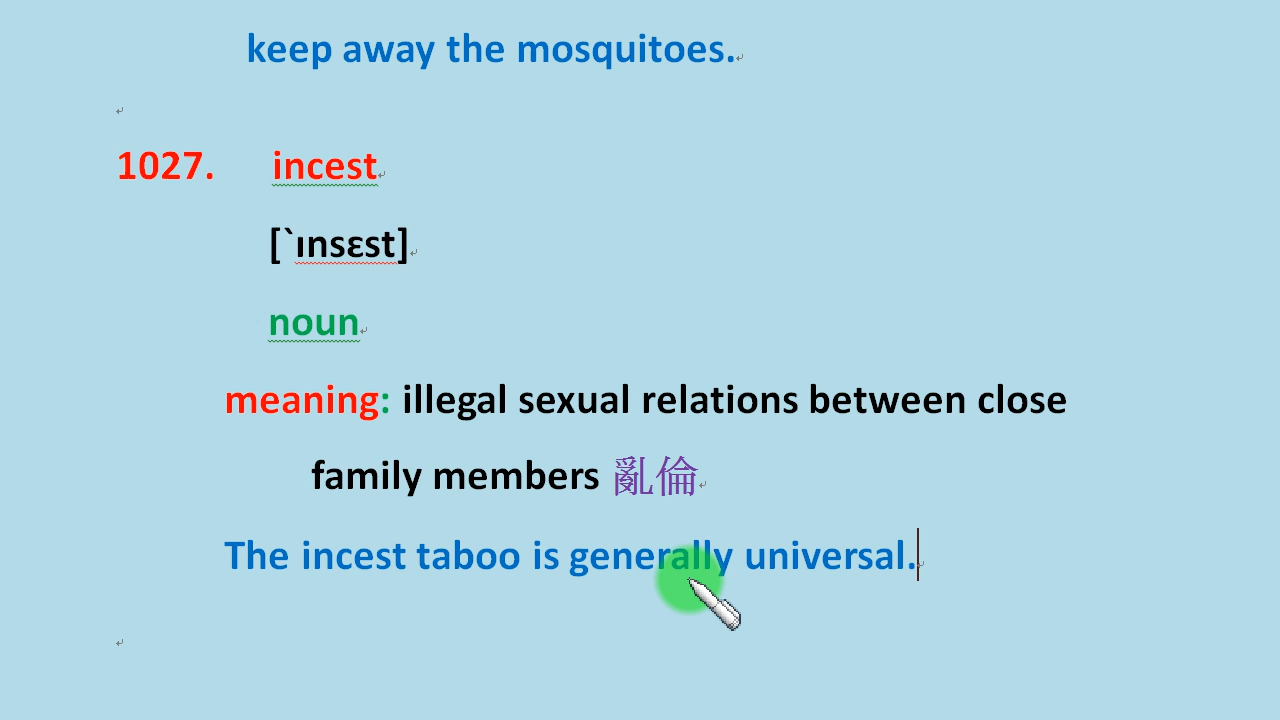 keep away the mosquitoes.
1027. incest
[`ɪnsɛst]
noun
meaning: illegal sexual relations between close
family members 亂倫
The incest taboo is generally universal.